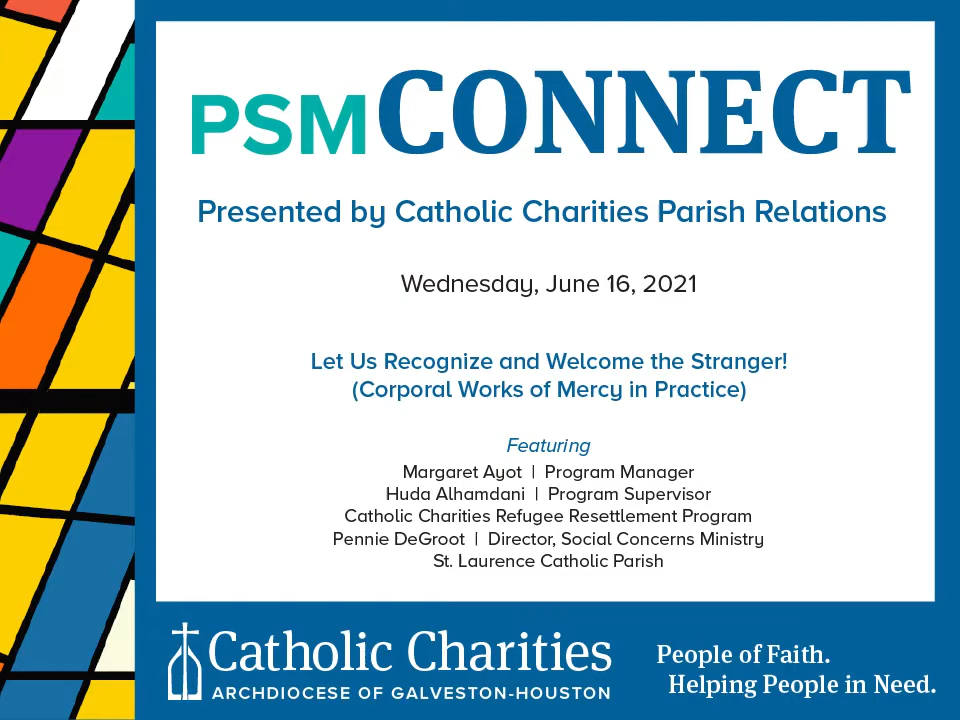 PSM CONNECT
Presented by Catholic Charities Parish Relations
Wednesday, June 16, 2021
Let Us Recognize and Welcome the Stranger!
(Corporal Works of Mercy in Practice)
Featuring
Margaret Ayot | Program Manager
Huda Alhamdani | Program Supervisor
Catholic Charities Refugee Resettlement Program
Pennie DeGroot | Director, Social Concerns Ministry
St. Laurence Catholic Parish
Catholic Charities
ARCHDIOCESE OF GALVESTON-HOUSTON
People of Faith.
Helping People in Need.